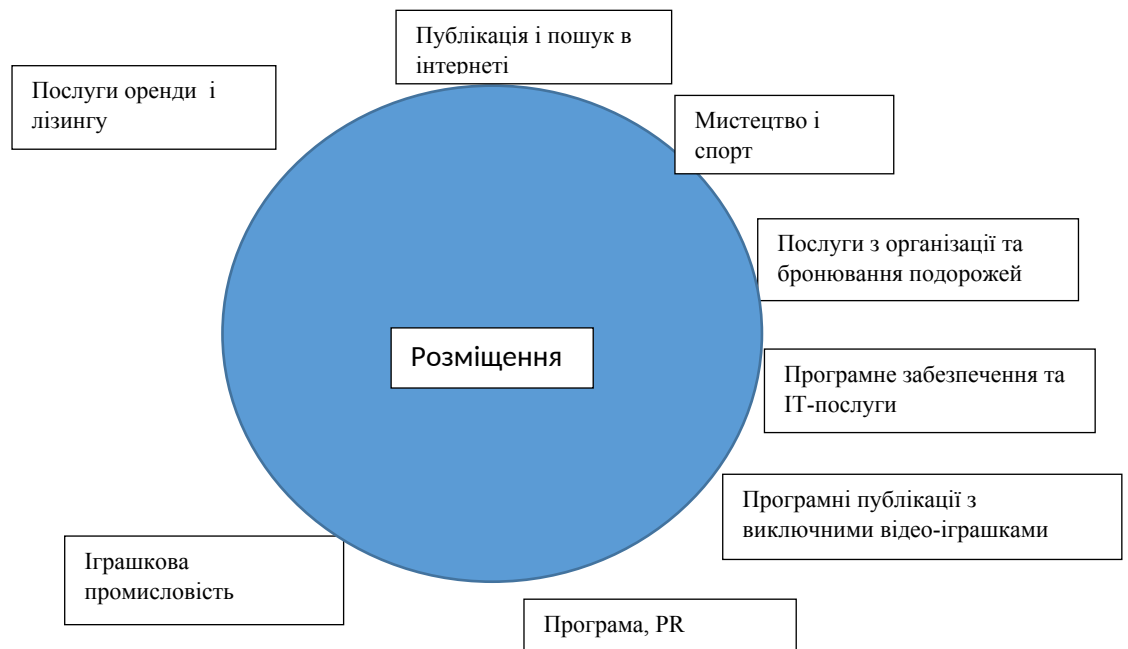 Публікація і пошук в
інтернеті
Послуги оренди і
лізингу
Мистецтво і
спорт
Послуги з організації та
бронювання подорожей
Розміщення
Програмне забезпечення та
ІТ-послуги
Програмні публікації з
виключними відео-іграшками
Іграшкова
промисловість
Програма, PR